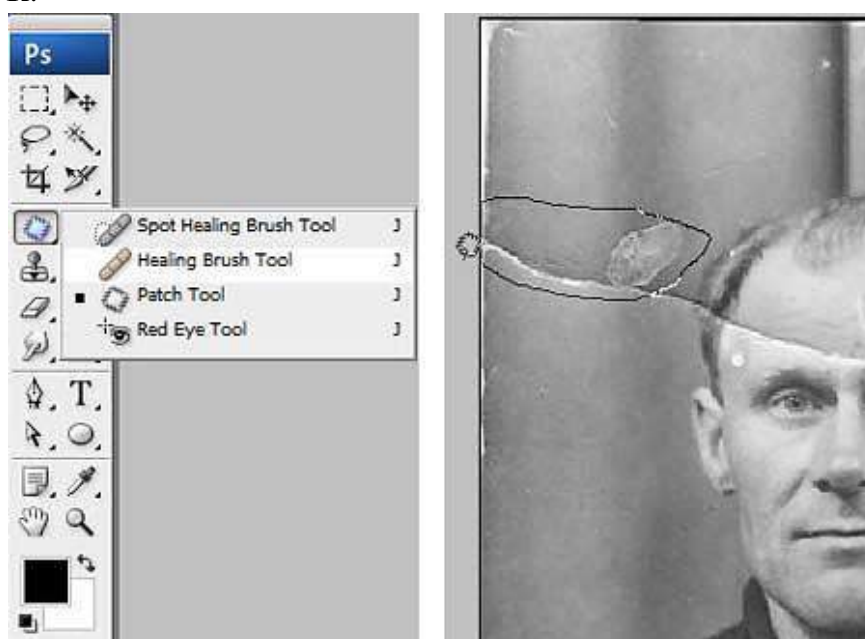 Ps
Spot Healing Brush Tool J
Healing Brush Tool J
Patch Tool J
Red Eye Tool J
T